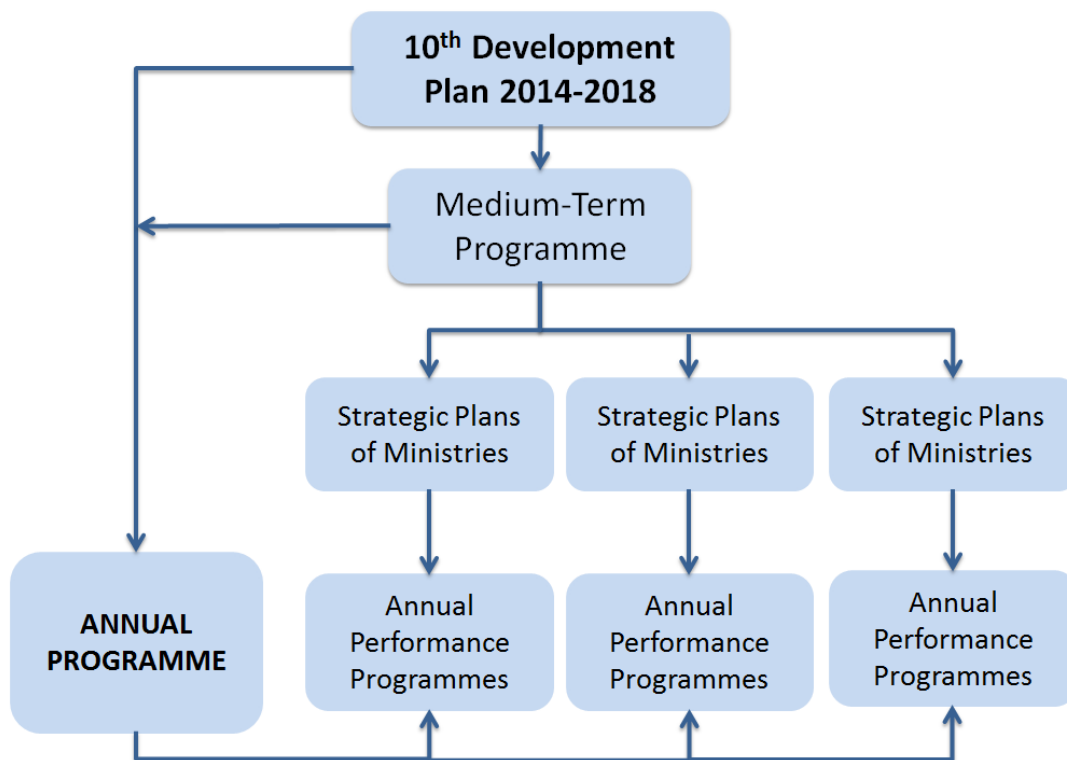 10th Development
Plan 2014-2018
Medium-Term
Programme
Strategic Plans
of Ministries
Strategic Plans
of Ministries
Strategic Plans
of Ministries
ANNUAL
PROGRAMME
Annual
Performance
Programmes
Annual
Performance
Programmes
Annual
Performance
Programmes